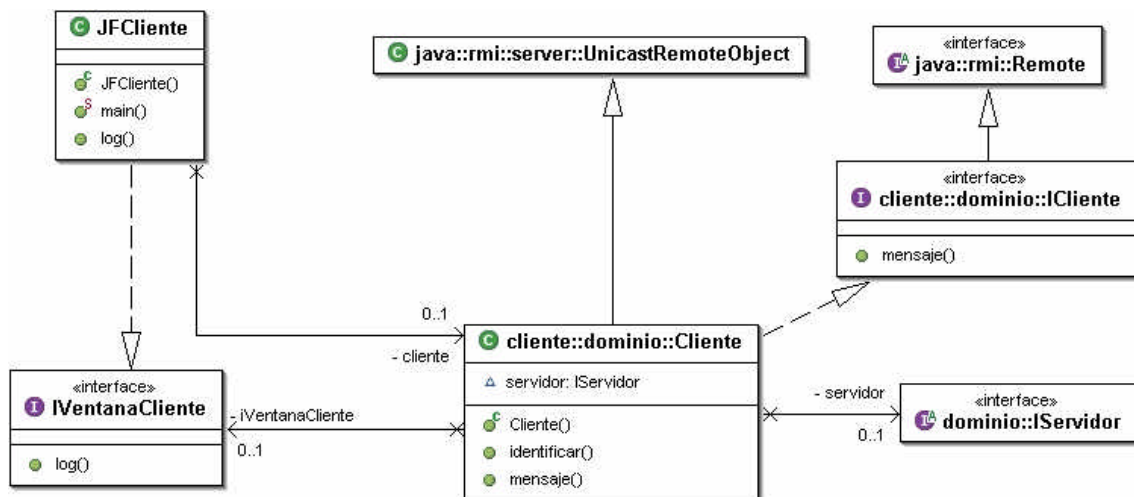 JFCliente
JFCliente()
main()
log()
java::rmi::server::UnicastRemoteObject
«interface»
java::rmi::Remote
«interface»
cliente::dominio::ICliente
mensaje()
0..1
- cliente
cliente::dominio::Cliente
servidor: IServidor
Cliente()
identificar()
mensaje()
«interface»
IVentanaCliente
log()
- iVentanaCliente
0..1
- servidor
0..1
«interface»
dominio::IServidor